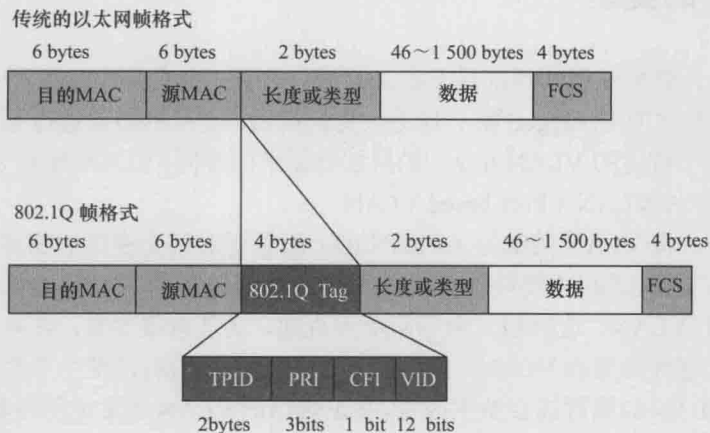 传统的以太网帧格式
6 bytes 6 bytes 2 bytes 46～1 500 bytes 4 bytes
目的MAC 源MAC 长度或类型 数据 FCS
802.1Q 帧格式
6 bytes 6 bytes 4 bytes 2 bytes 46～1 500 bytes 4 bytes
目的MAC 源MAC 802.1Q Tag 长度或类型 数据 FCS
TPID PRI CFI VID
2bytes 3bits 1 bit 12 bits